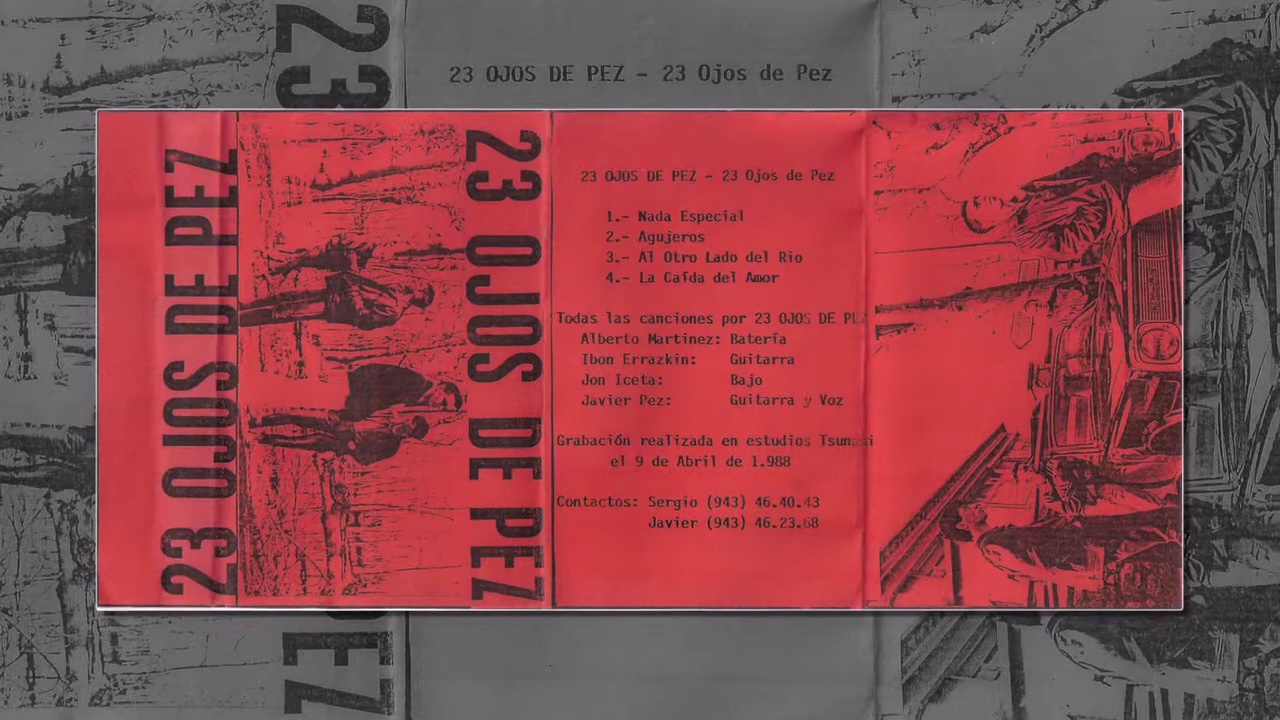 23 OJOS DE PEZ - 23 Ojos de Pez
23
PEZ
23 OJOS DE PEZ
23 OJOS DE PEZ
23 OJOS DE PEZ - 23 Ojos de Pez
1.- Nada Especial
2.- Agujeros
3.- Al Otro Lado del Rio
4.- La Caída del Amor
Todas las canciones por 23 OJOS DE PEZ
Alberto Martinez: Batería
Ibon Errazkin: Guitarra
Jon Iceta: Bajo
Javier Pez: Guitarra y Voz
Grabación realizada en estudios Tsunami
el 9 de Abril de 1.988
Contactos: Sergio (943) 46.40.43
Javier (943) 46.23.68